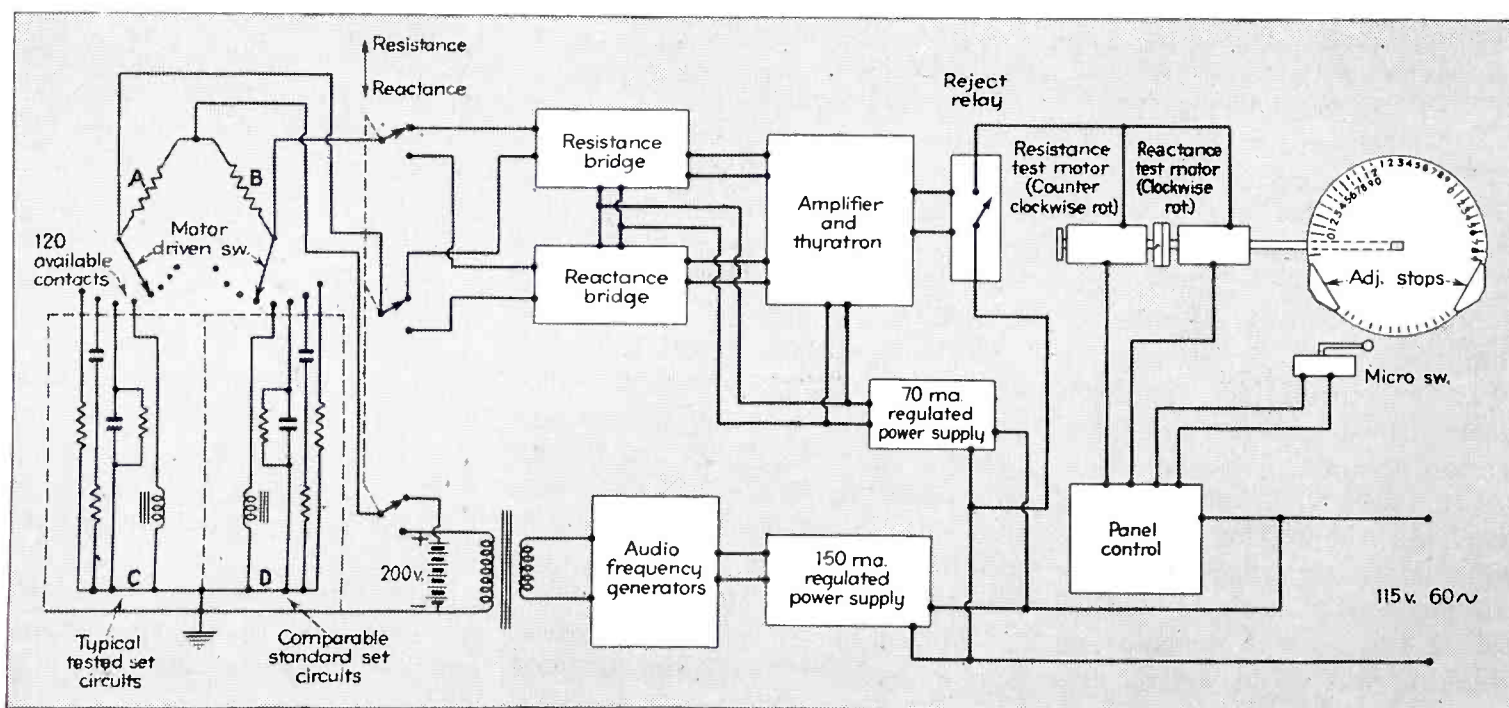 Resistance
Reactance
A
B
120
available
contacts
Motor
driven sw.
C
D
Typical
tested set
circuits
Comparable
standard set
circuits
+
200v.
−
Resistance
bridge
Reactance
bridge
Amplifier
and
thyratron
Reject
relay
Resistance
test motor
(Counter
clockwise rot.)
Reactance
test motor
(Clockwise
rot.)
Adj. stops
Micro sw.
70 ma.
regulated
power supply
Audio
frequency
generators
150 ma.
regulated
power supply
Panel
control
115 v. 60~